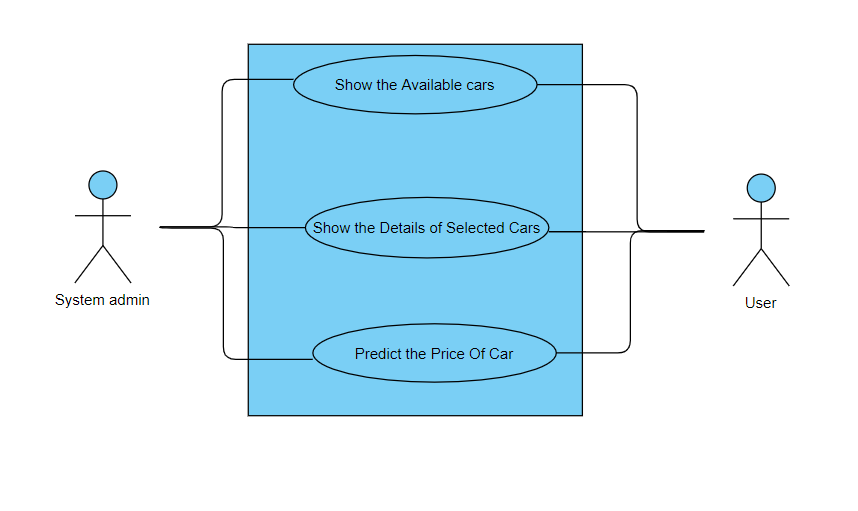 Show the Available cars
Show the Details of Selected Cars
System admin
User
Predict the Price Of Car